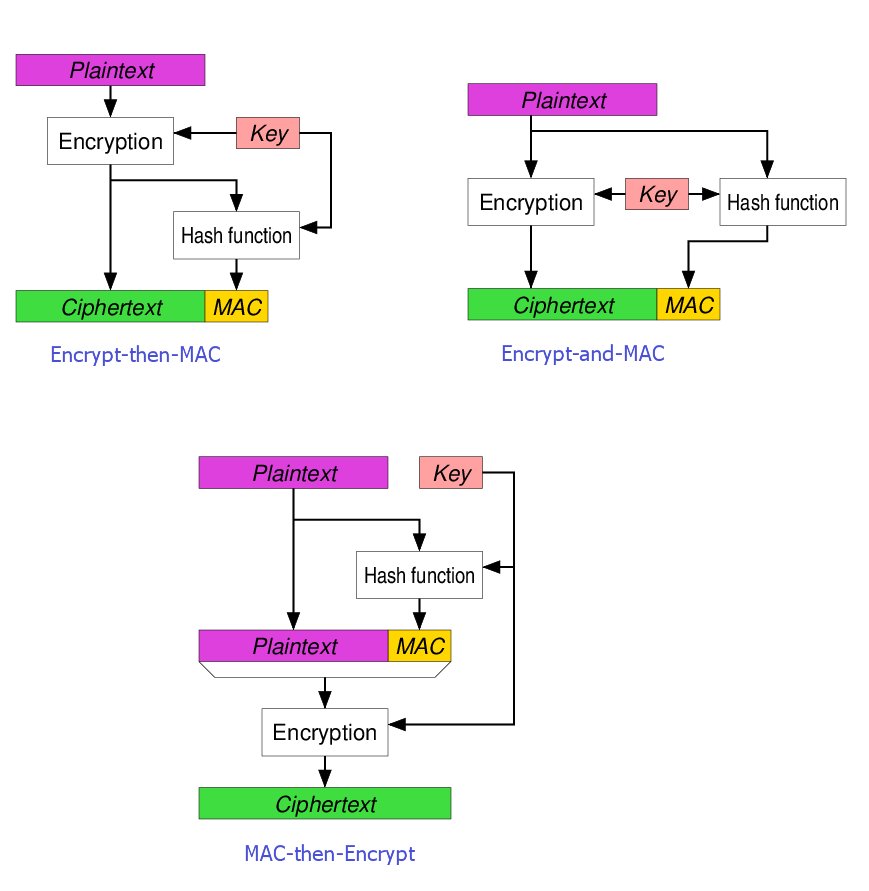 Plaintext
Encryption
Key
Hash function
Ciphertext MAC
Encrypt-then-MAC
Plaintext
Encryption
Key
Hash function
Ciphertext MAC
Encrypt-and-MAC
Plaintext
Key
Hash function
Plaintext MAC
Encryption
Ciphertext
MAC-then-Encrypt